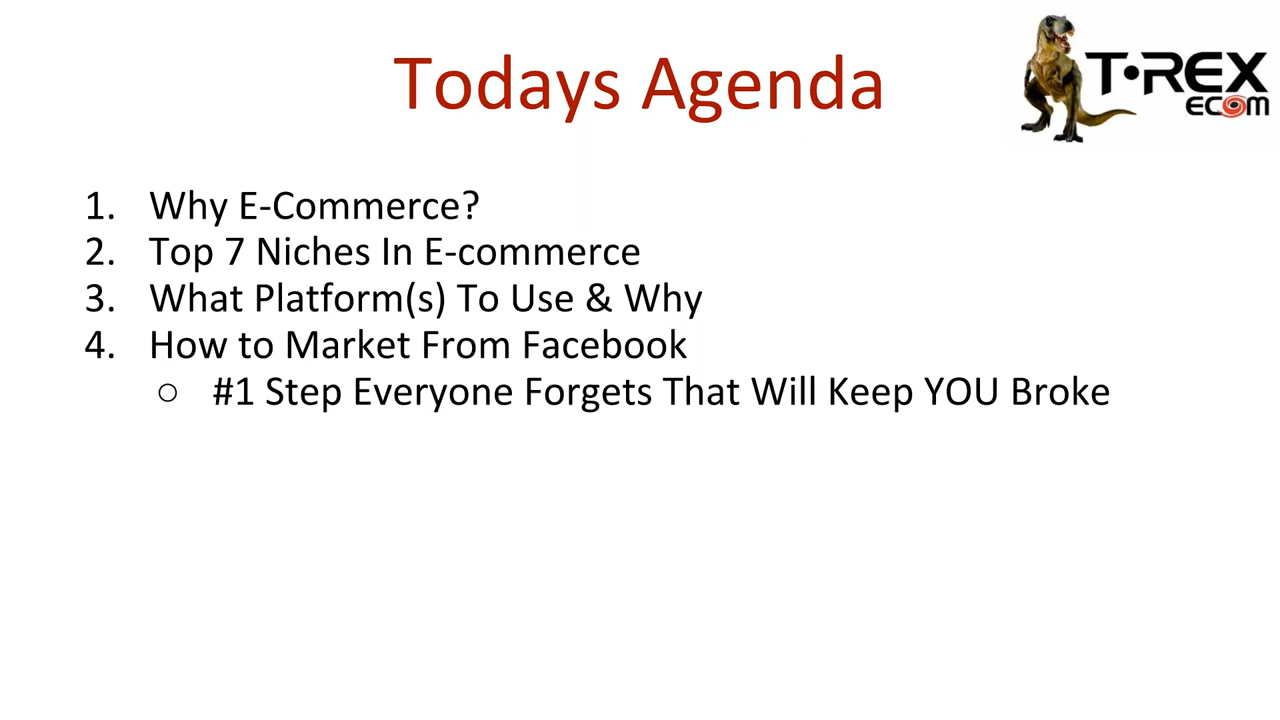 Todays Agenda
T•REX
ECOM
1. Why E-Commerce?
2. Top 7 Niches In E-commerce
3. What Platform(s) To Use & Why
4. How to Market From Facebook
○ #1 Step Everyone Forgets That Will Keep YOU Broke